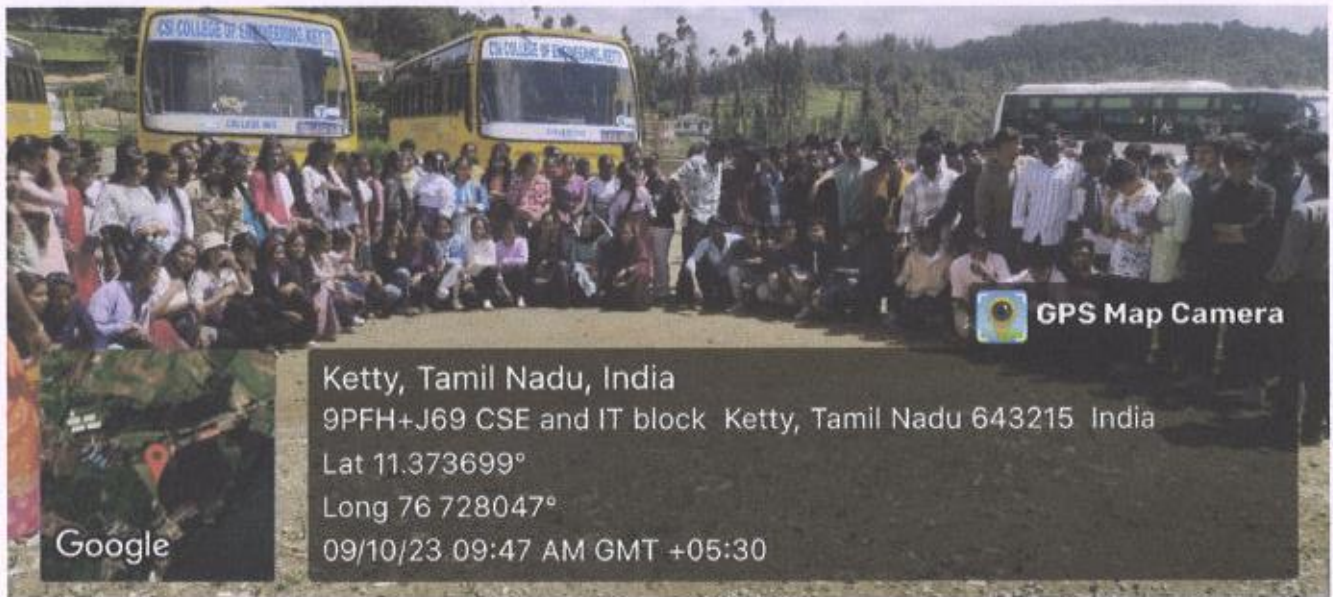 CSI COLLEGE OF ENGINEERING, KETTI
CSI COLLEGE OF ENGINEERING, KETTI
COLLEGE BUS
GPS Map Camera
Ketty, Tamil Nadu, India
9PFH+J69 CSE and IT block Ketty, Tamil Nadu 643215 India
Lat 11.373699°
Long 76 728047°
09/10/23 09:47 AM GMT +05:30
Google